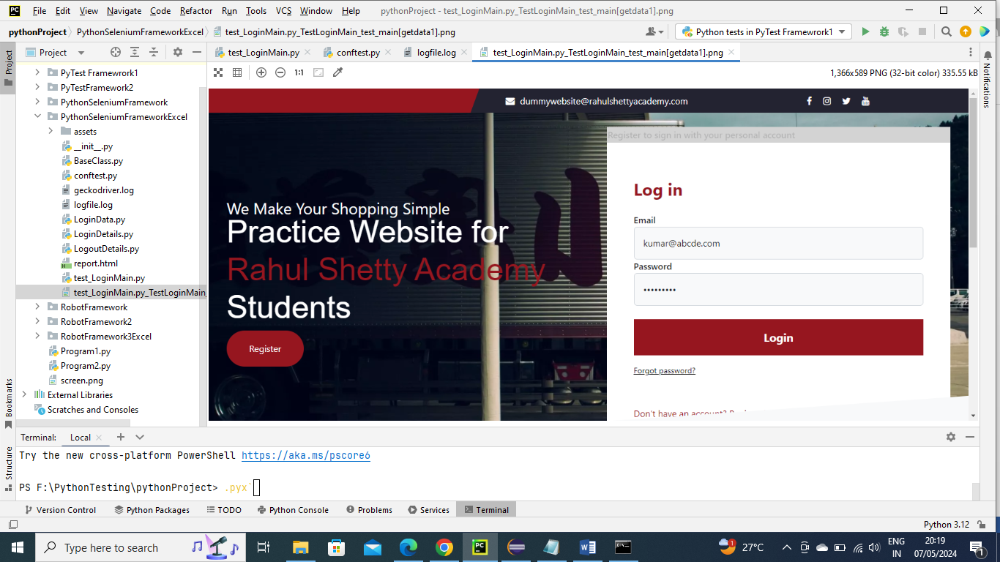 PC File Edit View Navigate Code Refactor Run Tools VCS Window Help pythonProject - test_LoginMain.py_TestLoginMain_test_main[getdata1].png
pythonProject PythonSeleniumFrameworkExcel test_LoginMain.py_TestLoginMain_test_main[getdata1].png Python tests in PyTest Framewrork1
Project
Project test_LoginMain.py conftest.py logfile.log test_LoginMain.py_TestLoginMain_test_main[getdata1].png
Notifications
1:1 1,366x589 PNG (32-bit color) 335.55 kB
PyTest Framewrork1
PyTestFramework2
PythonSeleniumFramework
PythonSeleniumFrameworkExcel
assets
__init__.py
BaseClass.py
conftest.py
geckodriver.log
logfile.log
LoginData.py
LoginDetails.py
LogoutDetails.py
report.html
test_LoginMain.py
test_LoginMain.py_TestLoginMain_
RobotFramework
RobotFramework2
RobotFramework3Excel
Program1.py
Program2.py
screen.png
External Libraries
Scratches and Consoles
dummywebsite@rahulshettyacademy.com
Register to sign in with your personal account
We Make Your Shopping Simple
Practice Website for
Rahul Shetty Academy
Students
Register
Log in
Email
kumar@abcde.com
Password
•••••••••
Login
Forgot password?
Don't have an account?
Bookmarks
Structure
Terminal: Local
Try the new cross-platform PowerShell https://aka.ms/pscore6
PS F:\PythonTesting\pythonProject> .pyx`
Version Control Python Packages TODO Python Console Problems Services Terminal
Python 3.12
Type here to search PC 27°C ENG 20:19
IN 07/05/2024 1